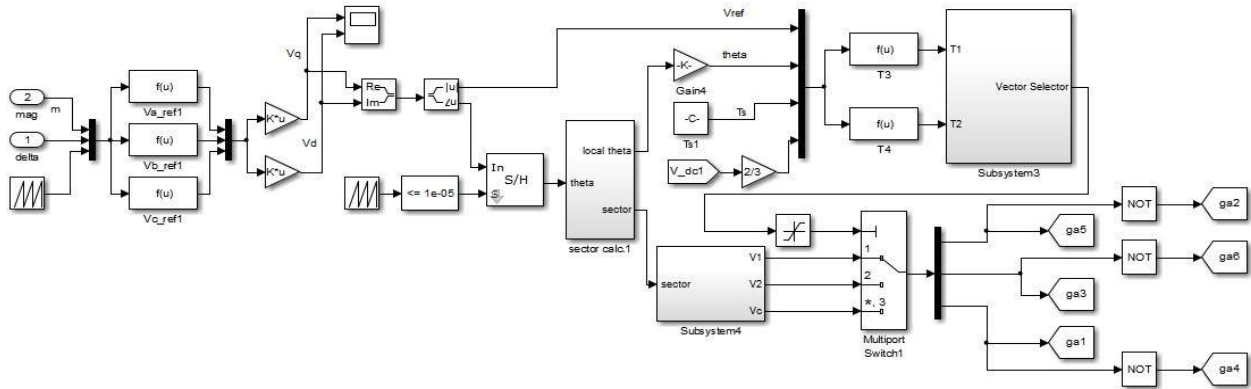 2
mag
m
1
delta
f(u)
Va_ref1
f(u)
Vb_ref1
f(u)
Vc_ref1
K*u
K*u
Vq
Vd
Re
Im
|u|
∠u
<= 1e-05
In
S/H
S
theta
local theta
sector
sector calc.1
Vref
theta
-K-
Gain4
-C-
Ts
Ts1
V_dc1
2/3
f(u)
T3
f(u)
T4
T1
T2
Vector Selector
Subsystem3
sector
V1
V2
Vc
Subsystem4
1
2
*, 3
Multiport
Switch1
NOT
ga2
ga5
NOT
ga6
ga3
ga1
NOT
ga4